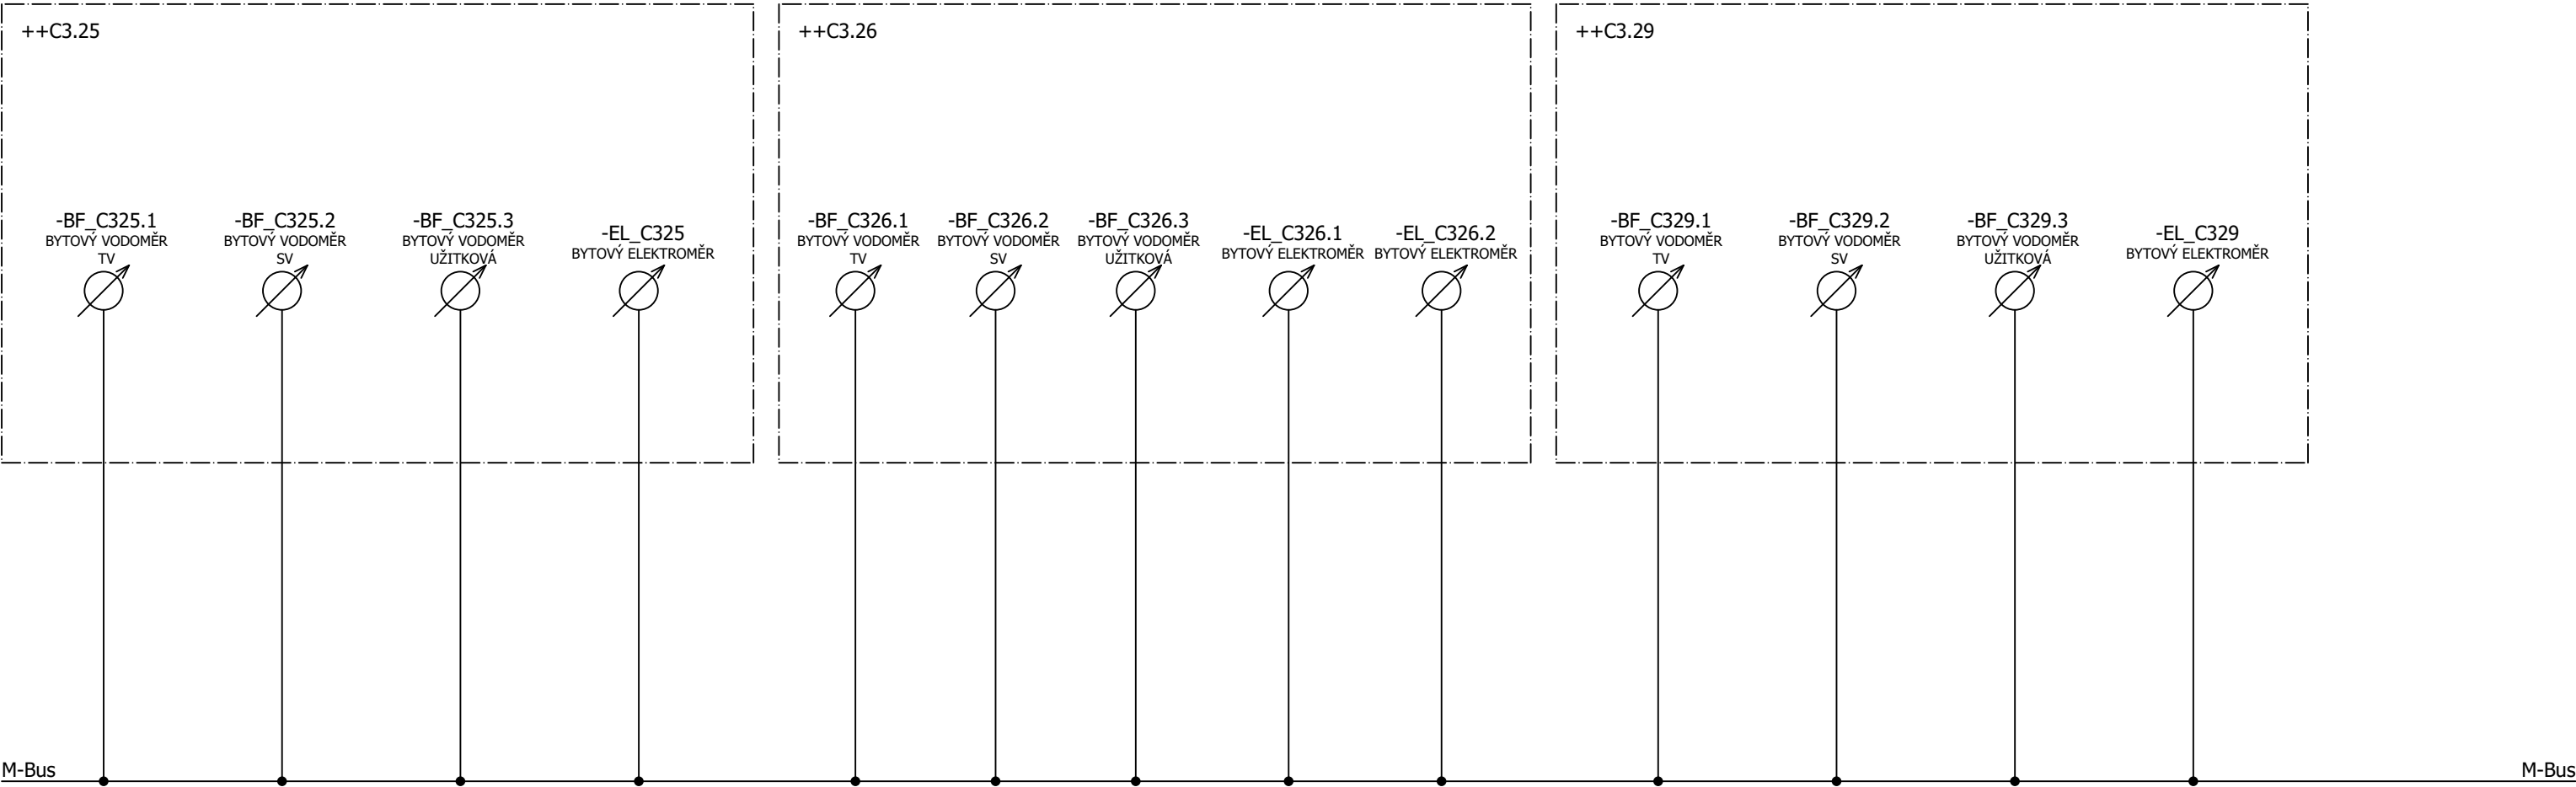 ++C3.25
-BF_C325.1
BYTOVÝ VODOMĚR
TV
-BF_C325.2
BYTOVÝ VODOMĚR
SV
-BF_C325.3
BYTOVÝ VODOMĚR
UŽITKOVÁ
-EL_C325
BYTOVÝ ELEKTROMĚR
++C3.26
-BF_C326.1
BYTOVÝ VODOMĚR
TV
-BF_C326.2
BYTOVÝ VODOMĚR
SV
-BF_C326.3
BYTOVÝ VODOMĚR
UŽITKOVÁ
-EL_C326.1
BYTOVÝ ELEKTROMĚR
-EL_C326.2
BYTOVÝ ELEKTROMĚR
++C3.29
-BF_C329.1
BYTOVÝ VODOMĚR
TV
-BF_C329.2
BYTOVÝ VODOMĚR
SV
-BF_C329.3
BYTOVÝ VODOMĚR
UŽITKOVÁ
-EL_C329
BYTOVÝ ELEKTROMĚR
M-Bus
M-Bus